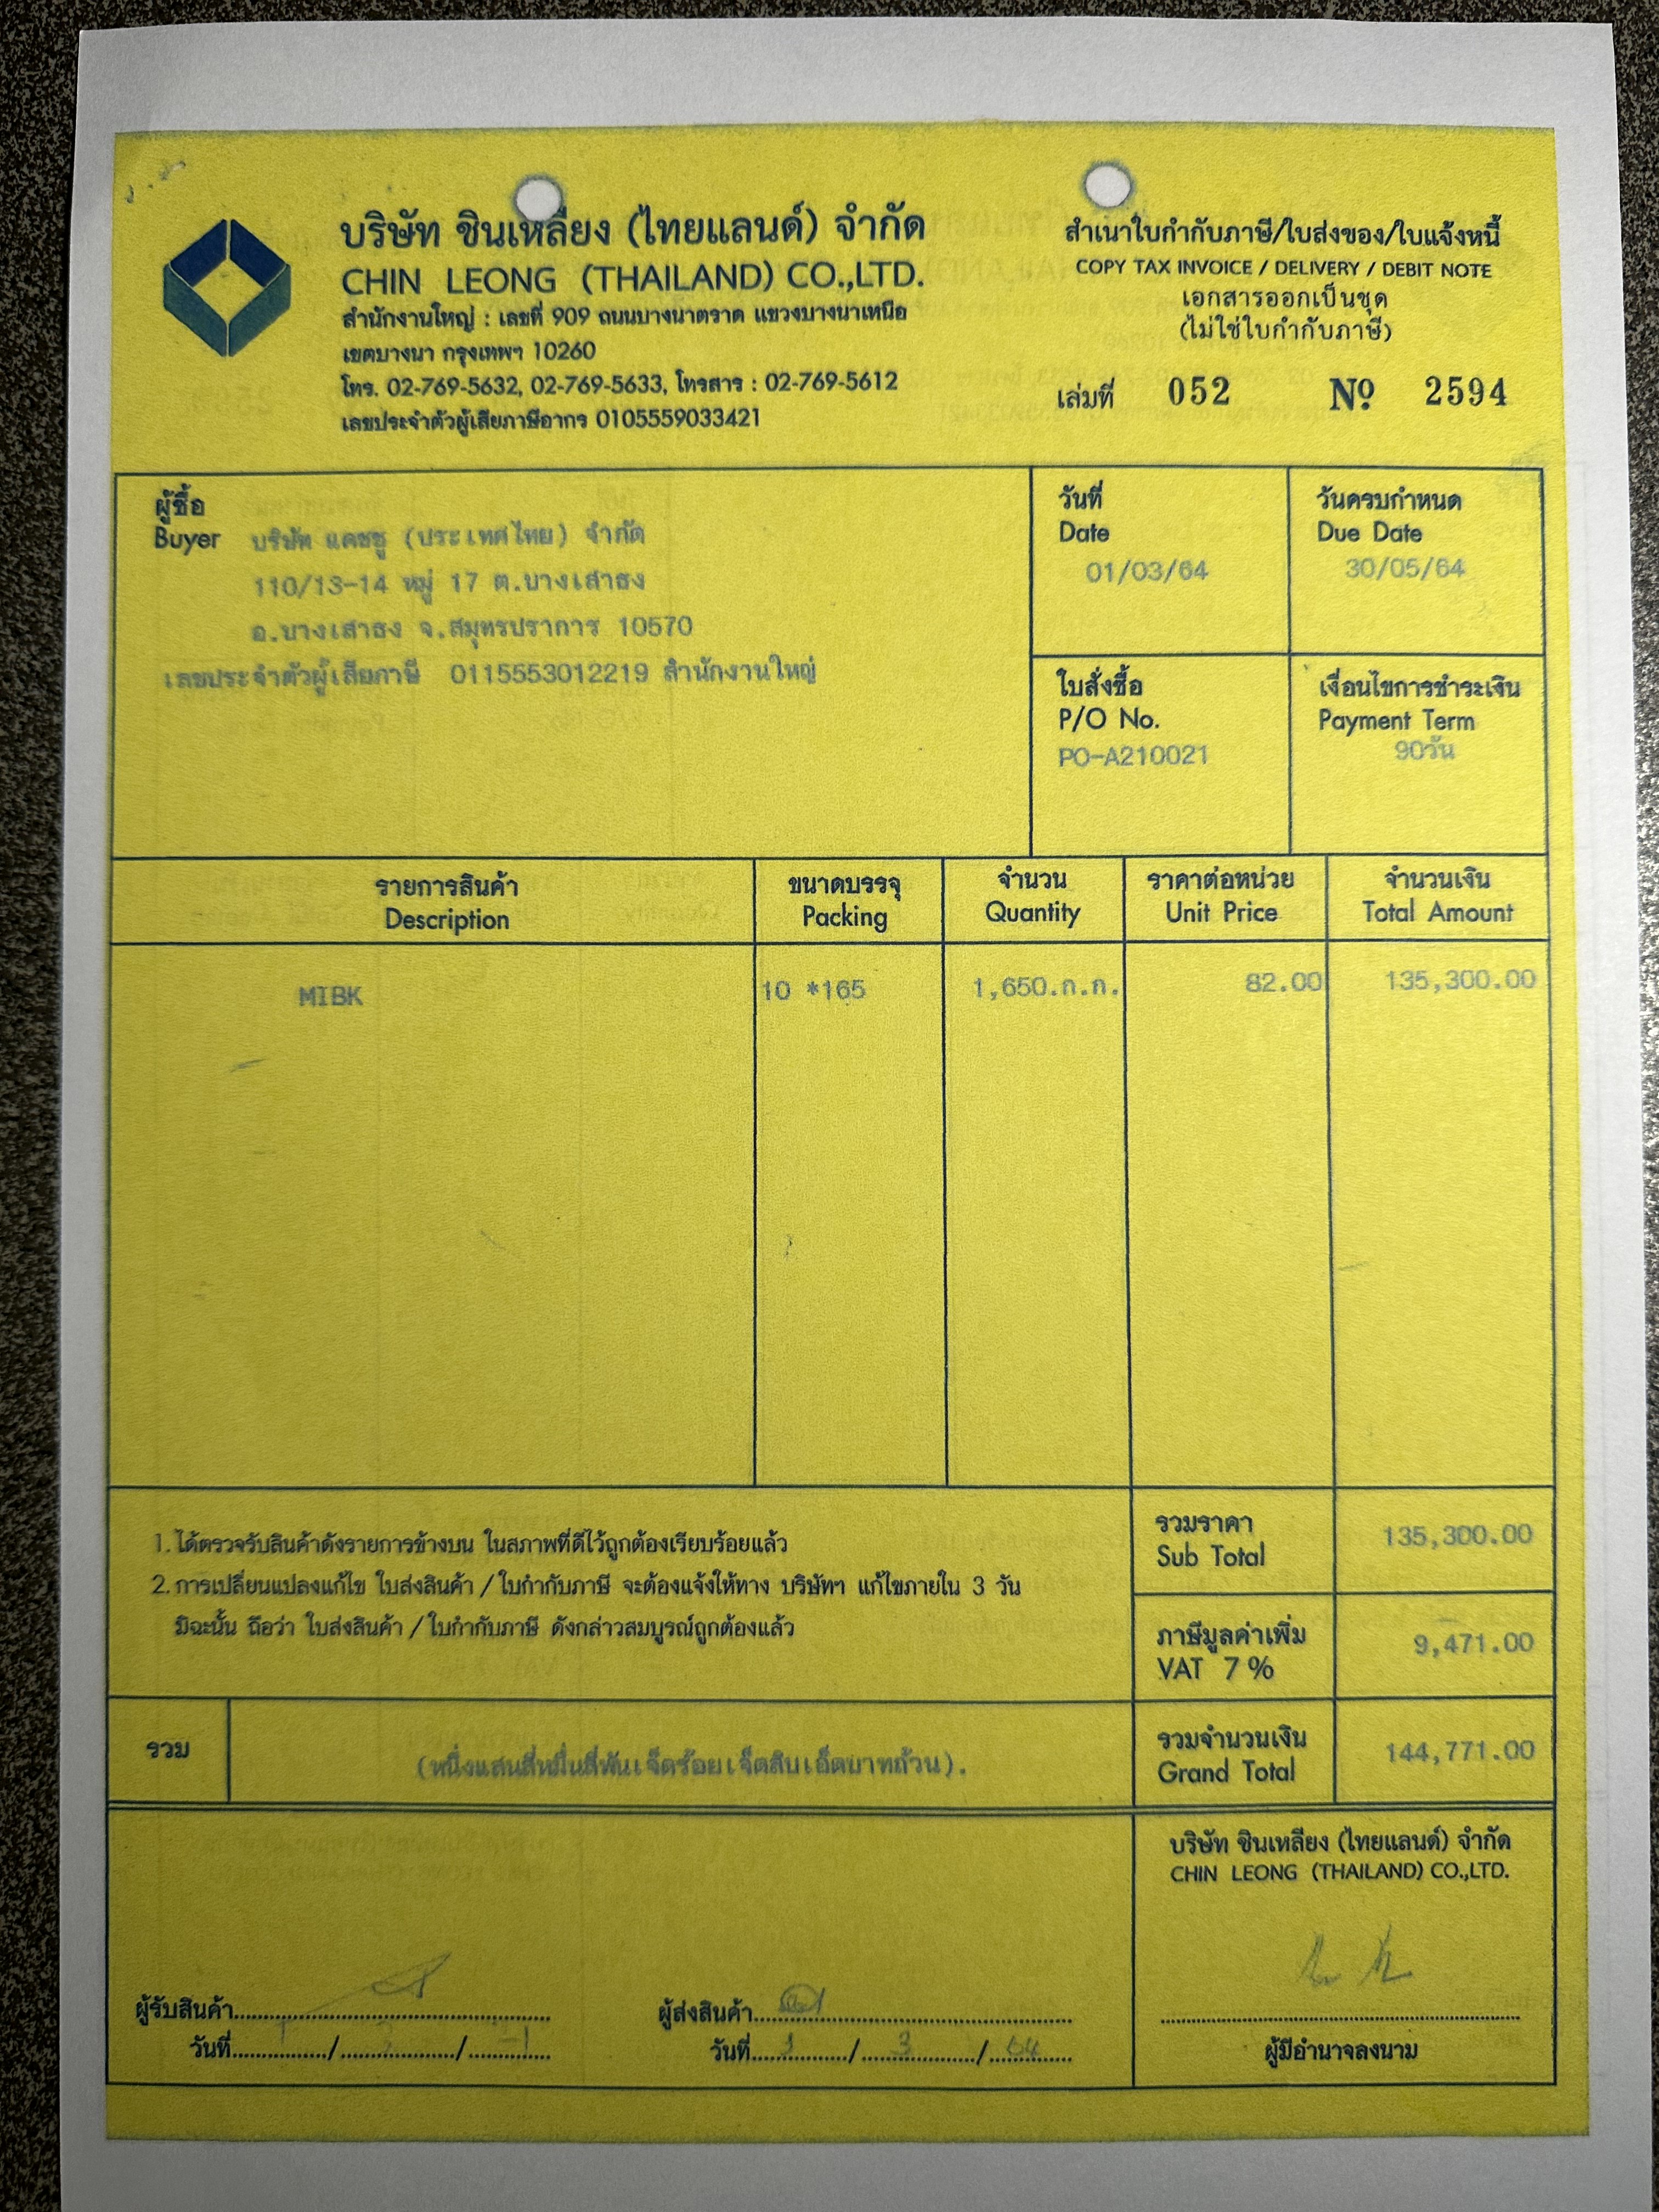 บริษัท ชินเหลียง (ไทยแลนด์) จำกัด
CHIN LEONG (THAILAND) CO.,LTD.
สำนักงานใหญ่ : เลขที่ 909 ถนนบางนาตราด แขวงบางนาเหนือ
เขตบางนา กรุงเทพฯ 10260
โทร. 02-769-5632, 02-769-5633, โทรสาร : 02-769-5612
เลขประจำตัวผู้เสียภาษีอากร 0105559033421
สำเนาใบกำกับภาษี/ใบส่งของ/ใบแจ้งหนี้
COPY TAX INVOICE / DELIVERY / DEBIT NOTE
เอกสารออกเป็นชุด
(ไม่ใช่ใบกำกับภาษี)
เล่มที่ 052 Nº 2594
ผู้ซื้อ
Buyer บริษัท แคชชู (ประเทศไทย) จำกัด
110/13-14 หมู่ 17 ต.บางเสาธง
อ.บางเสาธง จ.สมุทรปราการ 10570
เลขประจำตัวผู้เสียภาษี 0115553012219 สำนักงานใหญ่
วันที่
Date
01/03/64
วันครบกำหนด
Due Date
30/05/64
ใบสั่งซื้อ
P/O No.
PO-A210021
เงื่อนไขการชำระเงิน
Payment Term
90วัน
รายการสินค้า ขนาดบรรจุ จำนวน ราคาต่อหน่วย จำนวนเงิน
Description Packing Quantity Unit Price Total Amount
MIBK 10 *165 1,650.ก.ก. 82.00 135,300.00
1. ได้ตรวจรับสินค้าดังรายการข้างบน ในสภาพที่ดีไว้ถูกต้องเรียบร้อยแล้ว
2. การเปลี่ยนแปลงแก้ไข ใบส่งสินค้า / ใบกำกับภาษี จะต้องแจ้งให้ทาง บริษัทฯ แก้ไขภายใน 3 วัน
มิฉะนั้น ถือว่า ใบส่งสินค้า / ใบกำกับภาษี ดังกล่าวสมบูรณ์ถูกต้องแล้ว
รวมราคา
Sub Total 135,300.00
ภาษีมูลค่าเพิ่ม
VAT 7 % 9,471.00
รวม (หนึ่งแสนสี่หมื่นสี่พันเจ็ดร้อยเจ็ดสิบเอ็ดบาทถ้วน).
รวมจำนวนเงิน
Grand Total 144,771.00
บริษัท ชินเหลียง (ไทยแลนด์) จำกัด
CHIN LEONG (THAILAND) CO.,LTD.
ผู้รับสินค้า
วันที่ / /
ผู้ส่งสินค้า
วันที่ / 3 / 64
ผู้มีอำนาจลงนาม